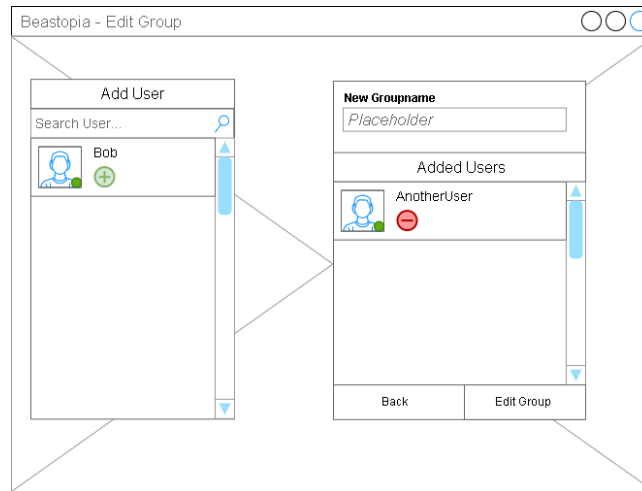 Beastopia - Edit Group
Add User
Search User...
Bob
New Groupname
Placeholder
Added Users
AnotherUser
Back
Edit Group